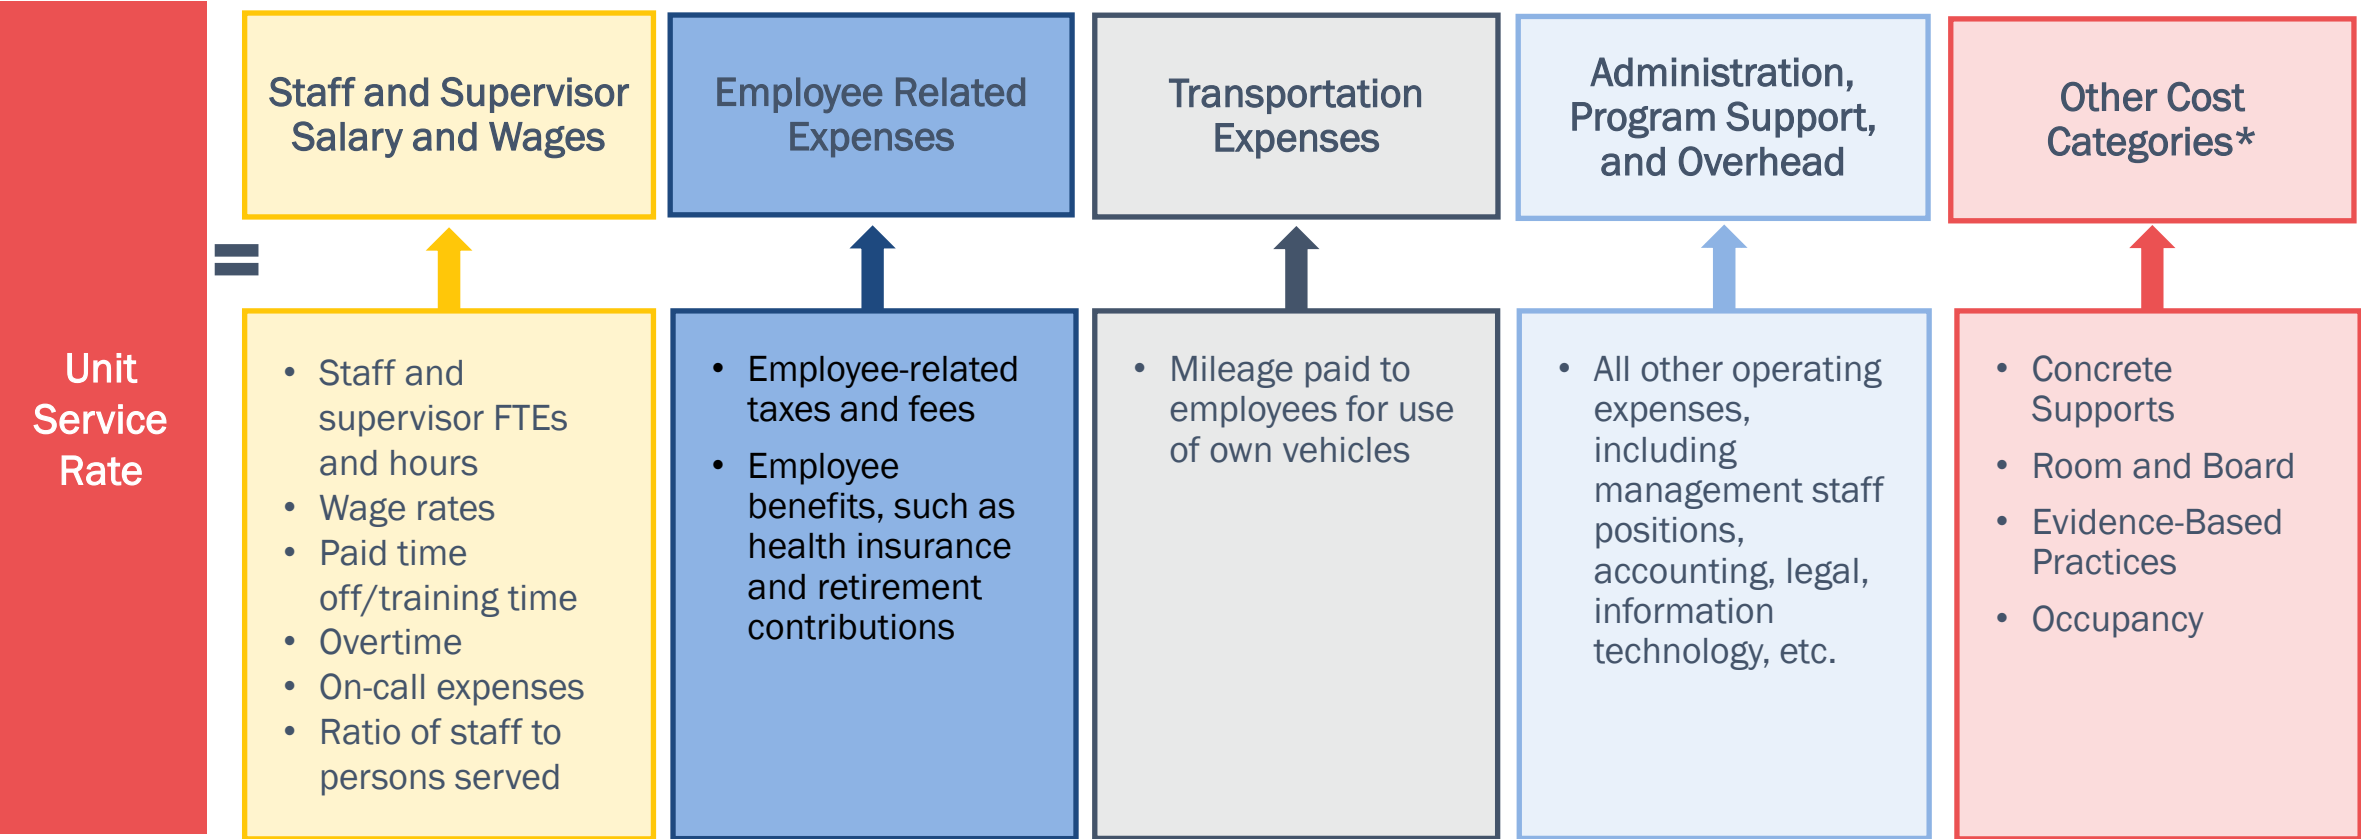 Unit
Service
Rate
=
Staff and Supervisor
Salary and Wages
Employee Related
Expenses
Transportation
Expenses
Administration,
Program Support,
and Overhead
Other Cost
Categories*
• Staff and
supervisor FTEs
and hours
• Wage rates
• Paid time
off/training time
• Overtime
• On-call expenses
• Ratio of staff to
persons served
• Employee-related
taxes and fees
• Employee
benefits, such as
health insurance
and retirement
contributions
• Mileage paid to
employees for use
of own vehicles
• All other operating
expenses,
including
management staff
positions,
accounting, legal,
information
technology, etc.
• Concrete
Supports
• Room and Board
• Evidence-Based
Practices
• Occupancy